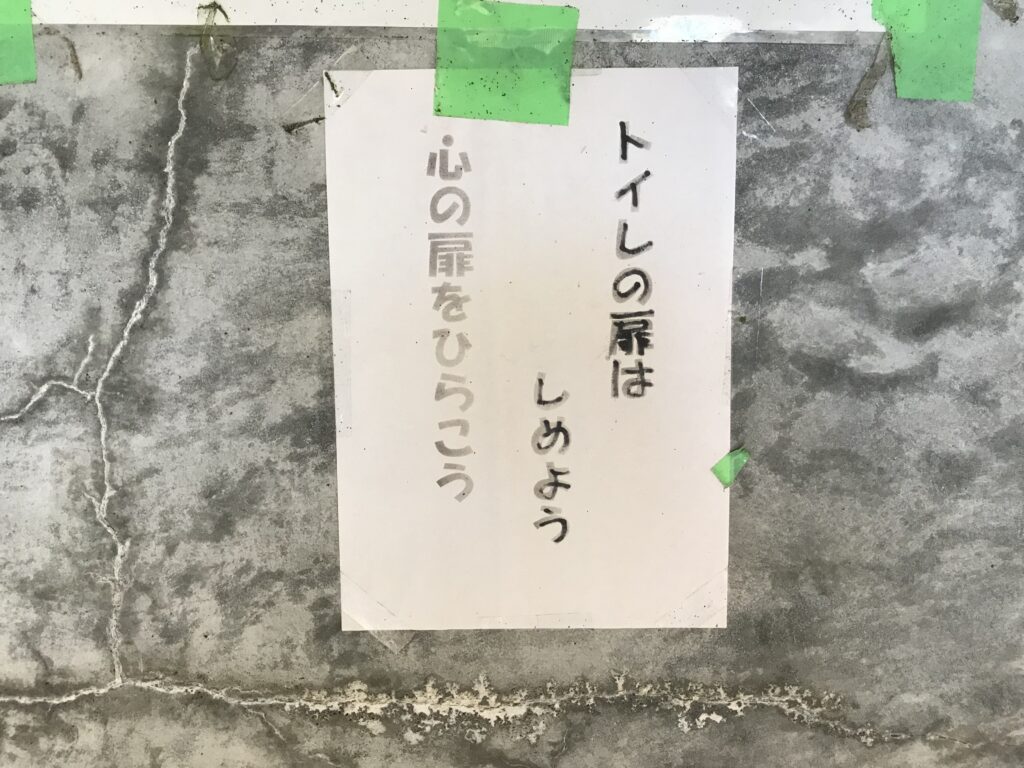 トイレの扉は
しめよう
心の扉をひらこう